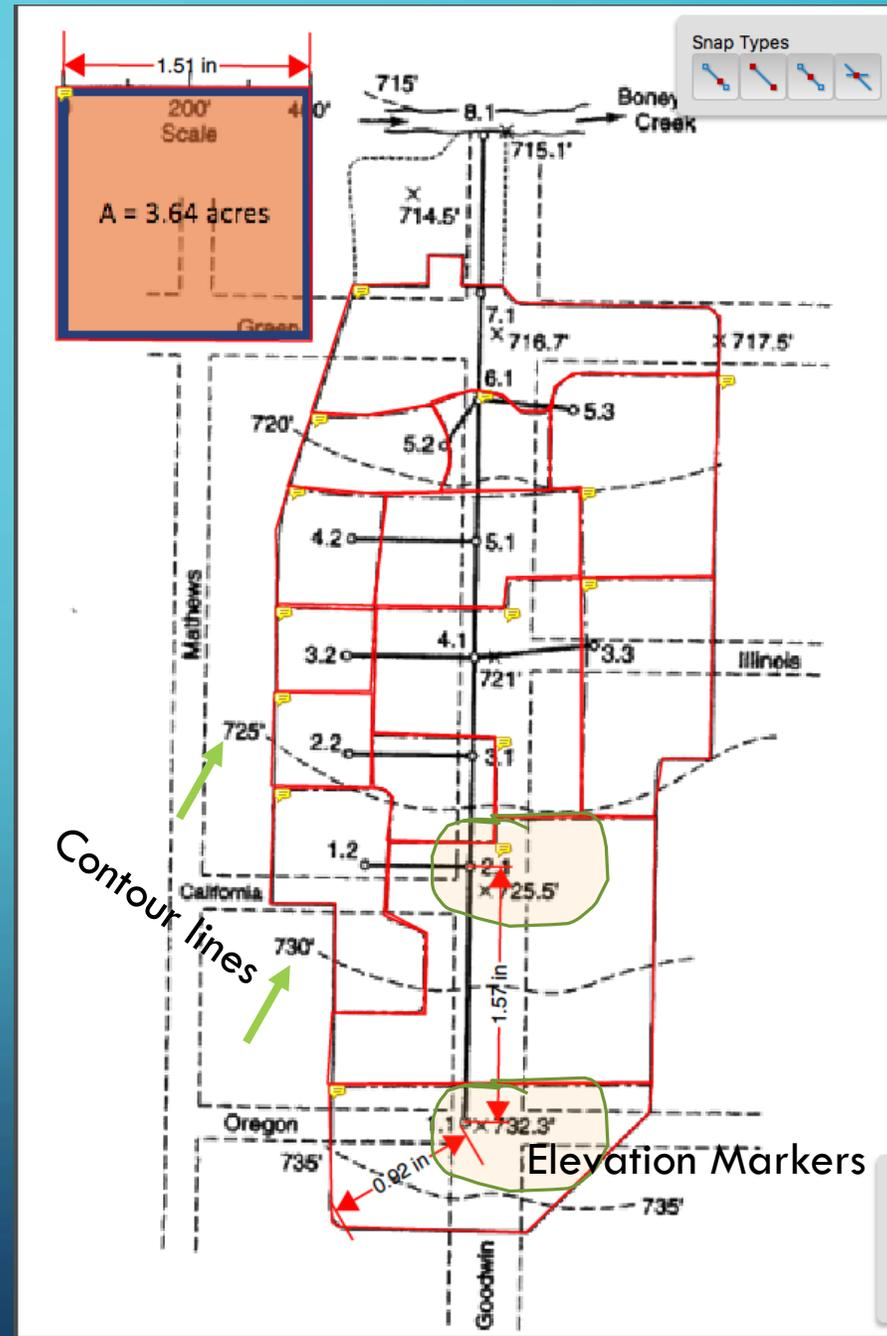 Snap Types
1.51 in
200'
400'
Scale
A = 3.64 acres
Green
715'
8.1
Boney
Creek
715.1'
714.5'
7.1
716.7'
717.5'
6.1
5.3
5.2
720'
4.2
5.1
Mathews
4.1
3.2
3.3
721'
Illinois
725'
2.2
3.1
1.2
2.1
725.5'
California
Contour lines
730'
1.57 in
Oregon
1.1
732.3'
Elevation Markers
735'
0.92 in
735'
Goodwin